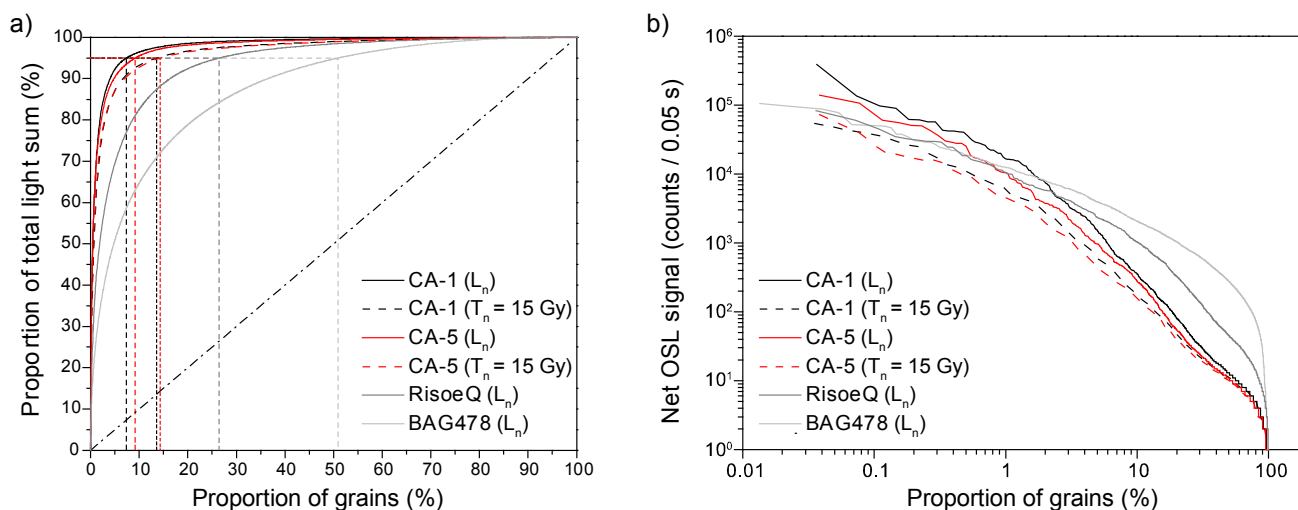 a)
Proportion of total light sum (%)
100
90
80
70
60
50
40
30
20
10
0
CA-1 (Lₙ)
CA-1 (Tₙ = 15 Gy)
CA-5 (Lₙ)
CA-5 (Tₙ = 15 Gy)
RisoeQ (Lₙ)
BAG478 (Lₙ)
0 10 20 30 40 50 60 70 80 90 100
Proportion of grains (%)
b)
Net OSL signal (counts / 0.05 s)
10⁶
10⁵
10⁴
10³
10²
10¹
10⁰
CA-1 (Lₙ)
CA-1 (Tₙ = 15 Gy)
CA-5 (Lₙ)
CA-5 (Tₙ = 15 Gy)
RisoeQ (Lₙ)
BAG478 (Lₙ)
0.01 0.1 1 10 100
Proportion of grains (%)